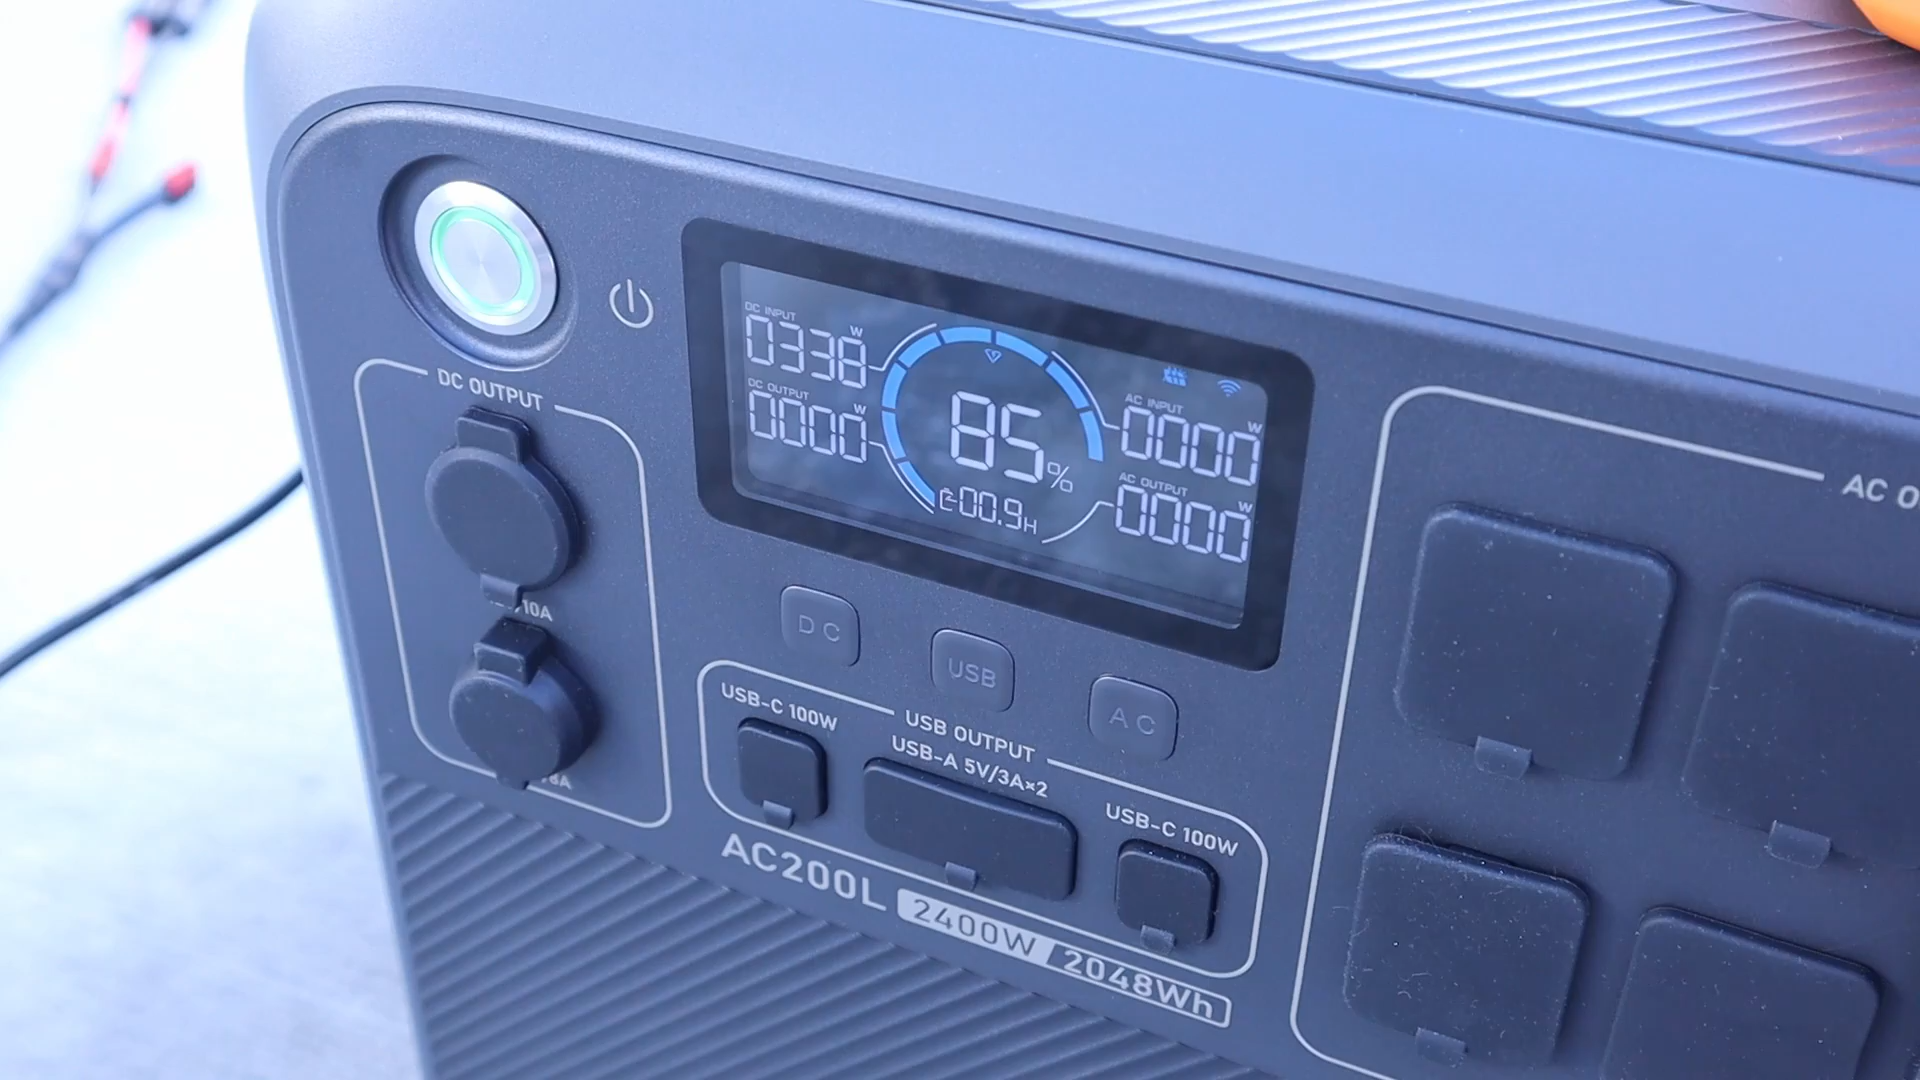 DC OUTPUT
/10A
8A
DC INPUT
0338 W
DC OUTPUT
0000 W
85%
00.9H
AC INPUT
0000 W
AC OUTPUT
0000 W
DC
USB
AC
USB OUTPUT
USB-C 100W
USB-A 5V/3A×2
USB-C 100W
AC200L 2400W 2048Wh
AC O